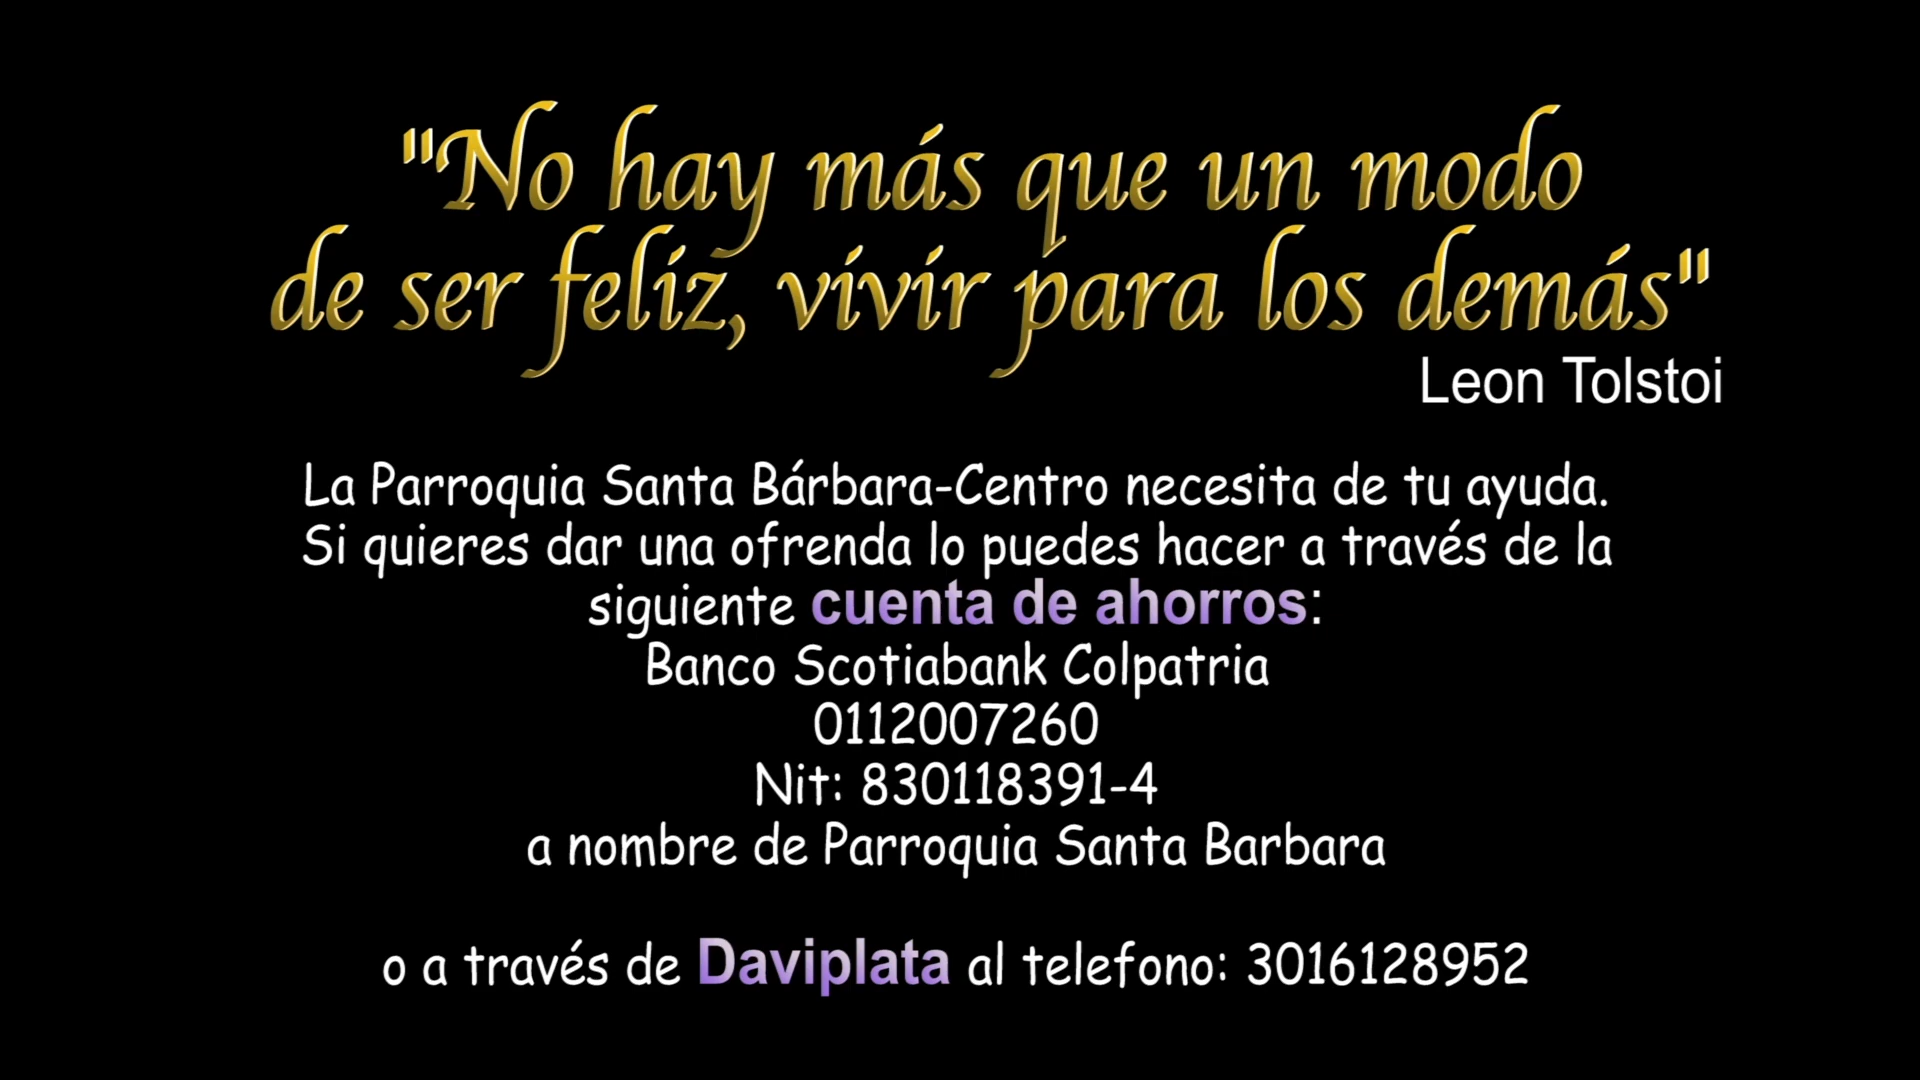 "No hay más que un modo
de ser feliz, vivir para los demás"
Leon Tolstoi
La Parroquia Santa Bárbara-Centro necesita de tu ayuda.
Si quieres dar una ofrenda lo puedes hacer a través de la
siguiente cuenta de ahorros:
Banco Scotiabank Colpatria
0112007260
Nit: 830118391-4
a nombre de Parroquia Santa Barbara
o a través de Daviplata al telefono: 3016128952